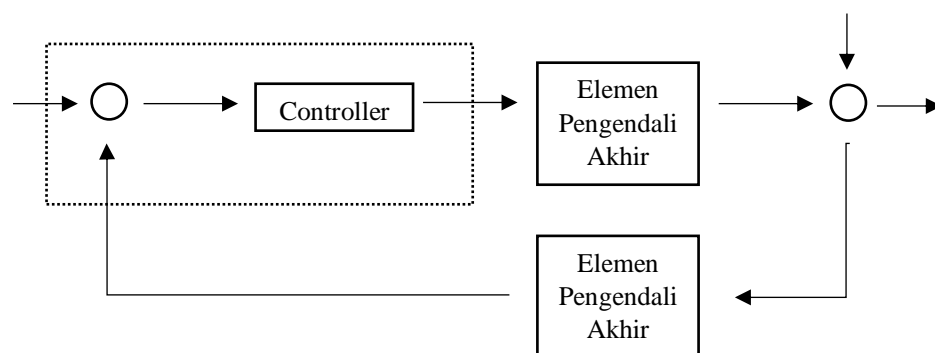 Controller
Elemen
Pengendali
Akhir
Elemen
Pengendali
Akhir